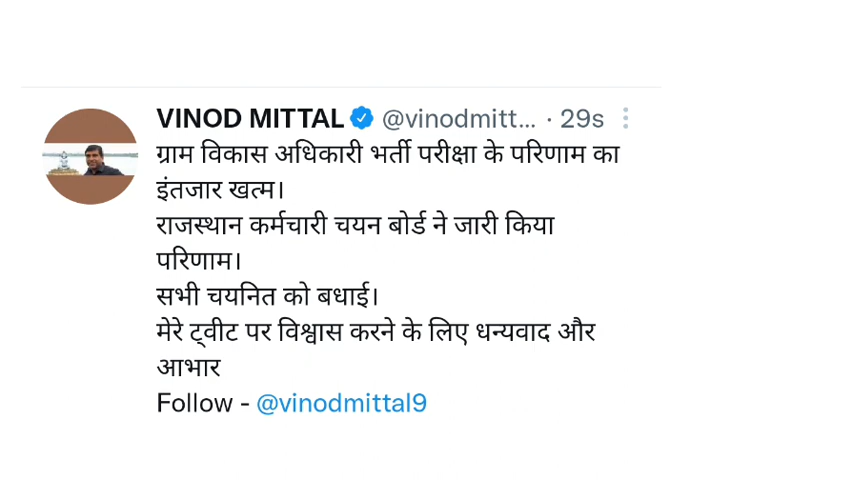 VINOD MITTAL @vinodmitt... · 29s
ग्राम विकास अधिकारी भर्ती परीक्षा के परिणाम का
इंतजार खत्म।
राजस्थान कर्मचारी चयन बोर्ड ने जारी किया
परिणाम।
सभी चयनित को बधाई।
मेरे ट्वीट पर विश्वास करने के लिए धन्यवाद और
आभार
Follow - @vinodmittal9